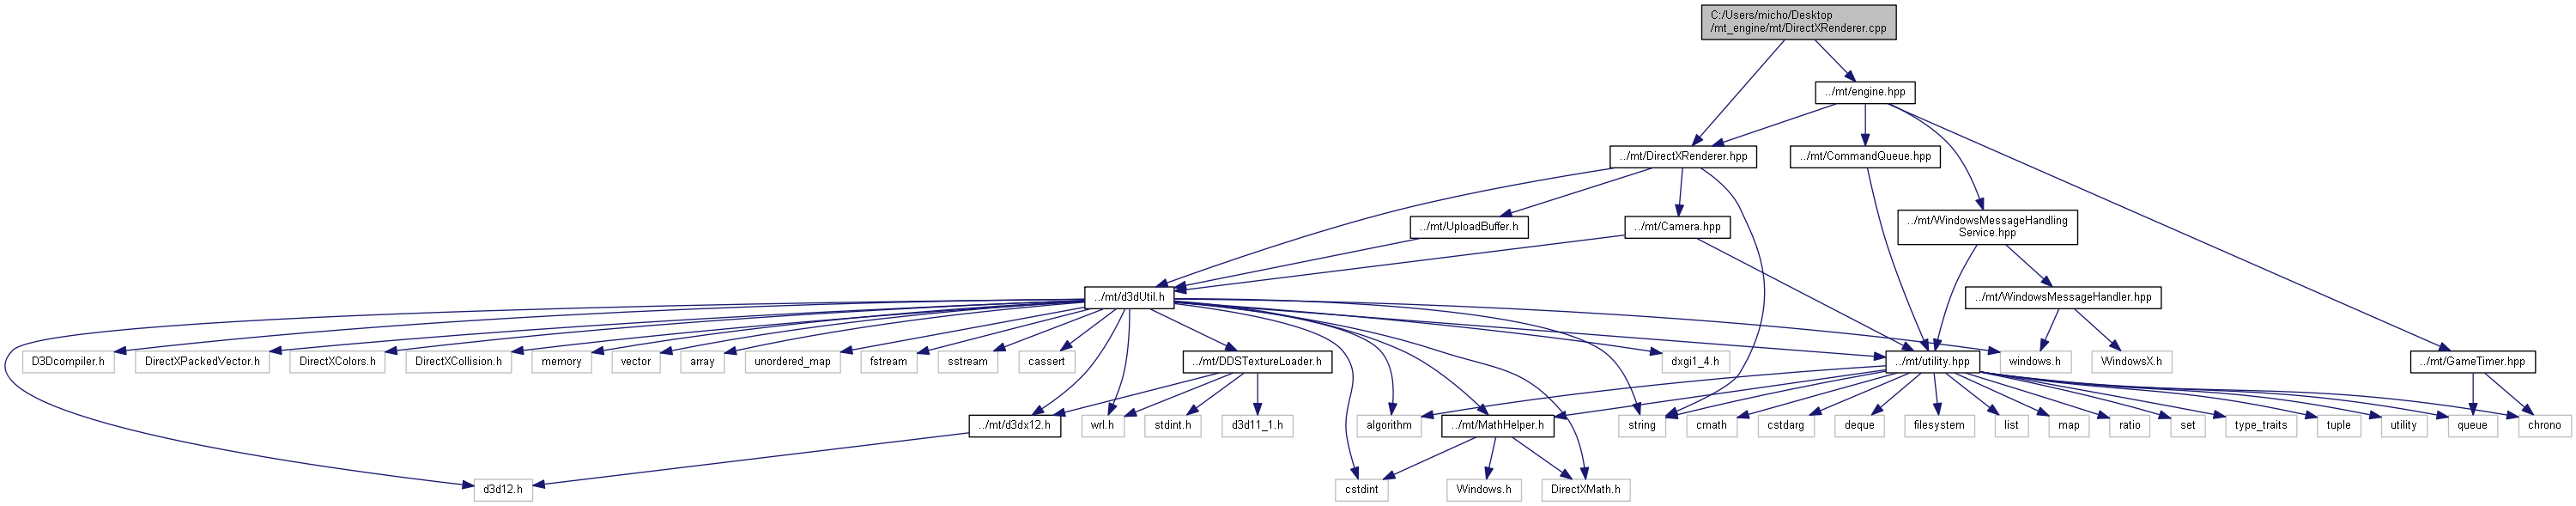 C:/Users/micho/Desktop
/mt_engine/mt/DirectXRenderer.cpp
../mt/engine.hpp
../mt/DirectXRenderer.hpp
../mt/CommandQueue.hpp
../mt/UploadBuffer.h
../mt/Camera.hpp
../mt/WindowsMessageHandling
Service.hpp
../mt/d3dUtil.h
../mt/WindowsMessageHandler.hpp
D3Dcompiler.h
DirectXPackedVector.h
DirectXColors.h
DirectXCollision.h
memory
vector
array
unordered_map
fstream
sstream
cassert
../mt/DDSTextureLoader.h
dxgi1_4.h
../mt/utility.hpp
windows.h
WindowsX.h
../mt/GameTimer.hpp
../mt/d3dx12.h
wrl.h
stdint.h
d3d11_1.h
algorithm
../mt/MathHelper.h
string
cmath
cstdarg
deque
filesystem
list
map
ratio
set
type_traits
tuple
utility
queue
chrono
d3d12.h
cstdint
Windows.h
DirectXMath.h